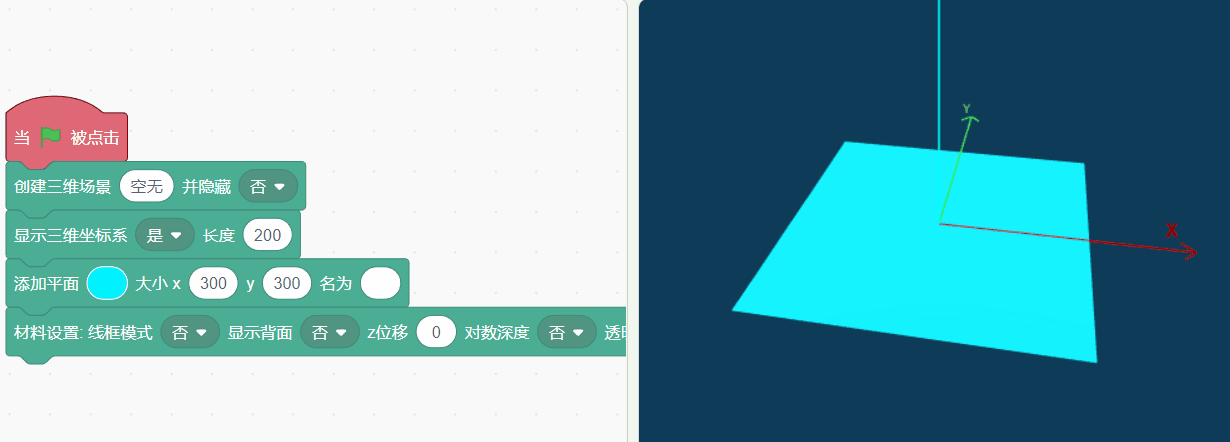 当 被点击
创建三维场景 空无 并隐藏 否
显示三维坐标系 是 长度 200
添加平面 大小 x 300 y 300 名为
材料设置: 线框模式 否 显示背面 否 z位移 0 对数深度 否 透
Y
X